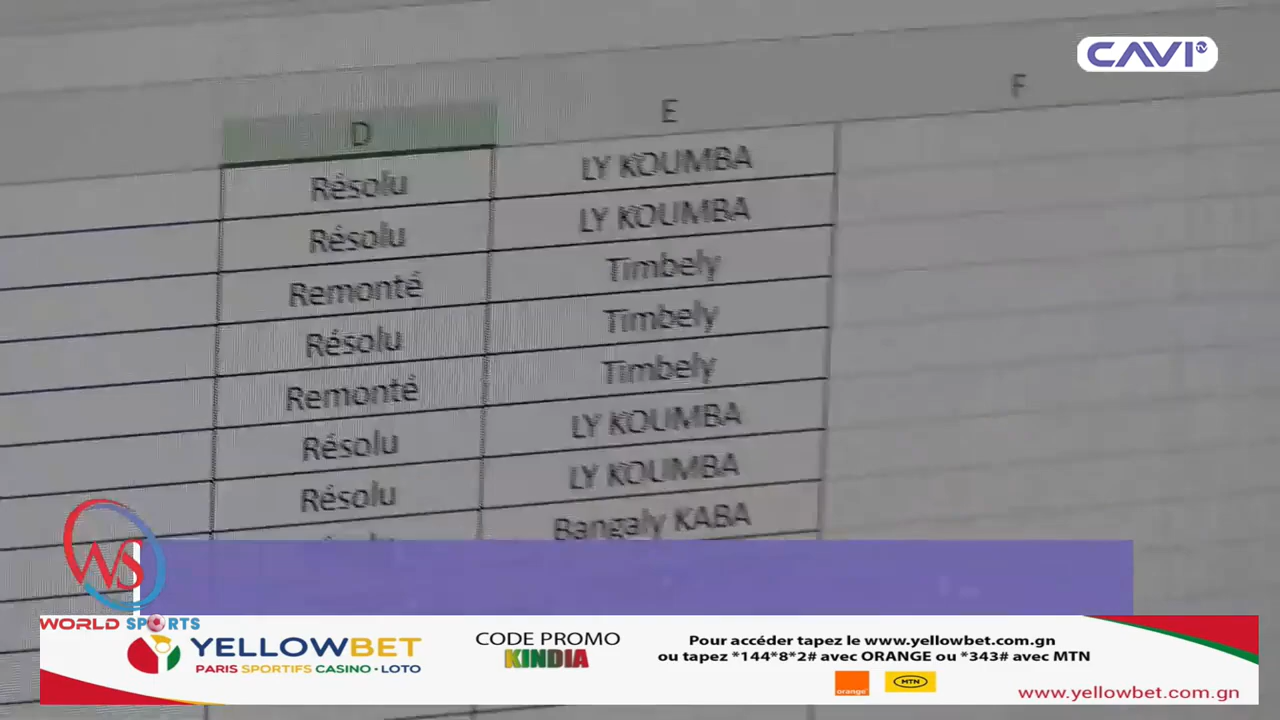 CAVI TV
D E F
Résolu LY KOUMBA
Résolu LY KOUMBA
Remonté Timbely
Résolu Timbely
Remonté Timbely
Résolu LY KOUMBA
Résolu LY KOUMBA
Bangaly KABA
WS
WORLD SPORTS
YELLOWBET
PARIS SPORTIFS CASINO • LOTO
CODE PROMO
KINDIA
Pour accéder tapez le www.yellowbet.com.gn
ou tapez *144*8*2# avec ORANGE ou *343# avec MTN
orange
MTN
www.yellowbet.com.gn